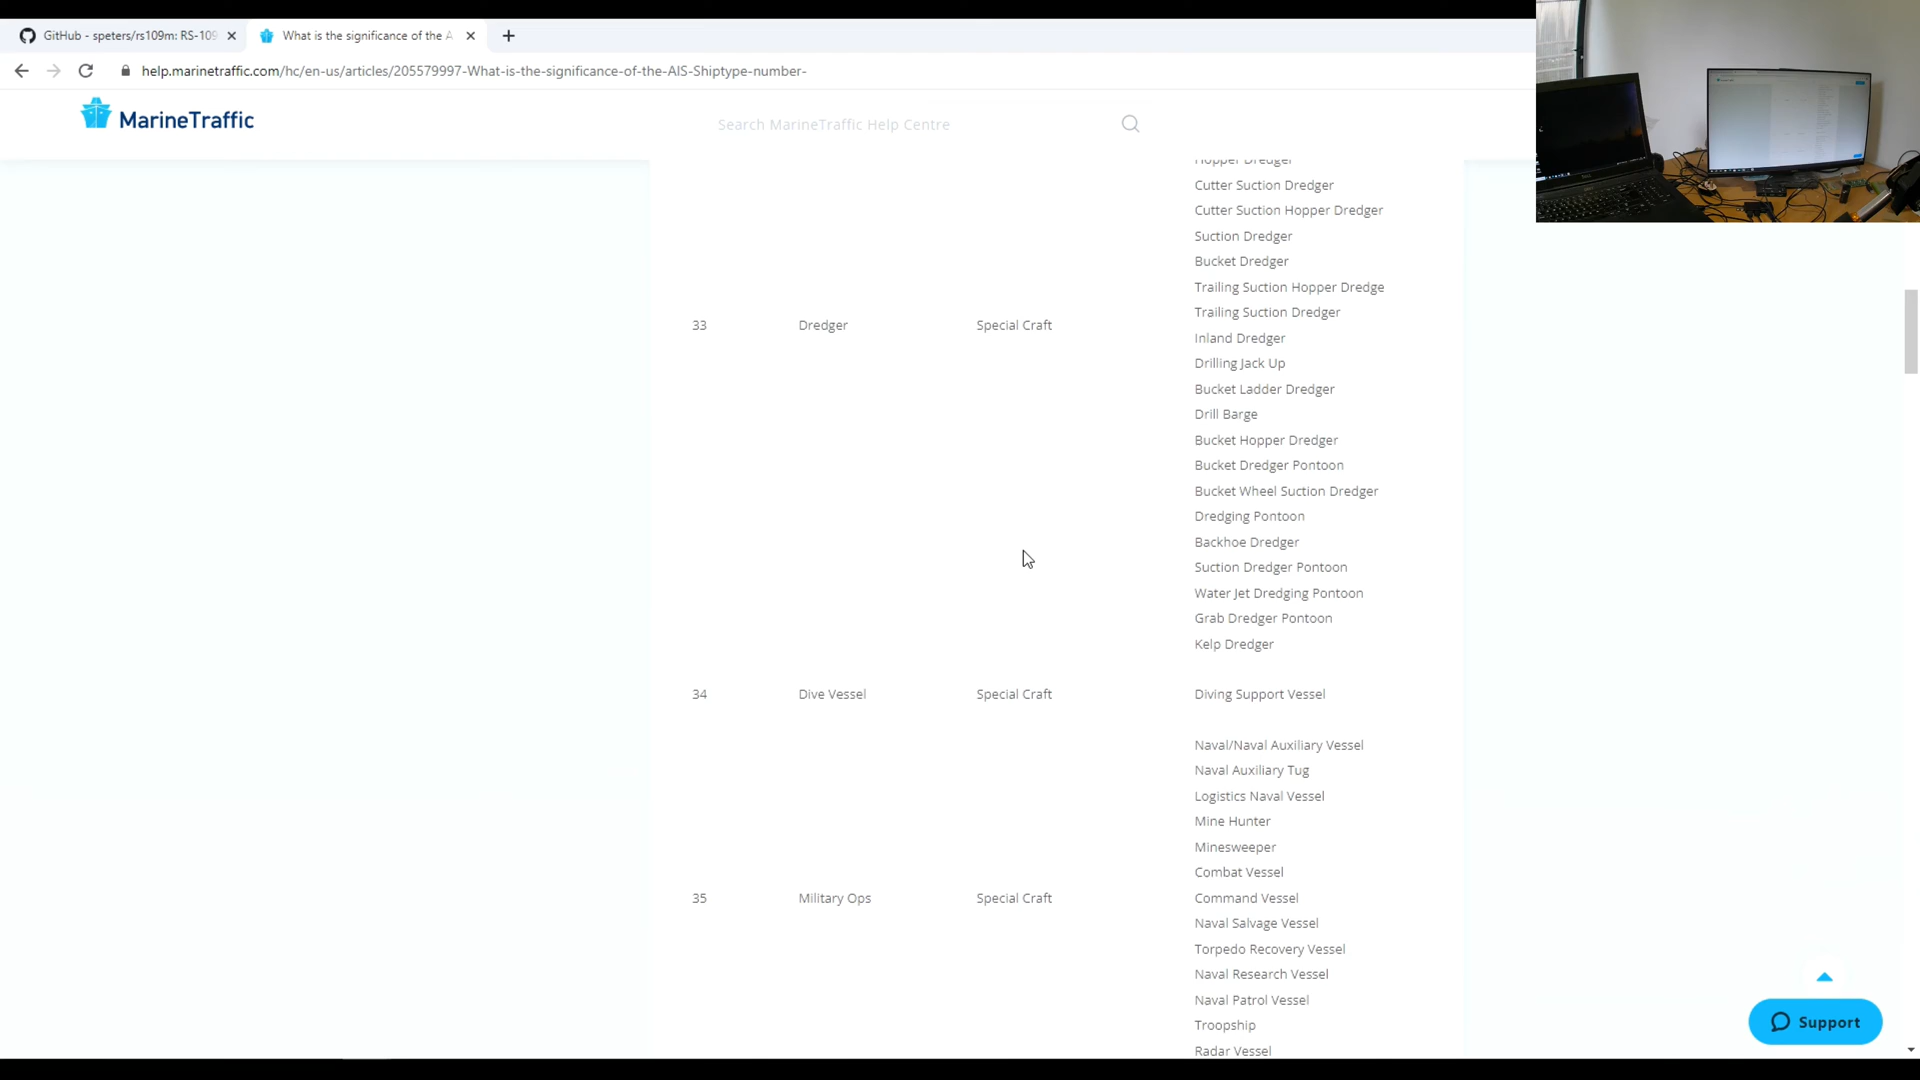 GitHub - speters/rs109m: RS-109
What is the significance of the A
help.marinetraffic.com/hc/en-us/articles/205579997-What-is-the-significance-of-the-AIS-Shiptype-number-
MarineTraffic
Search MarineTraffic Help Centre
Hopper Dredger
Cutter Suction Dredger
Cutter Suction Hopper Dredger
Suction Dredger
Bucket Dredger
Trailing Suction Hopper Dredge
Trailing Suction Dredger
33 Dredger Special Craft
Inland Dredger
Drilling Jack Up
Bucket Ladder Dredger
Drill Barge
Bucket Hopper Dredger
Bucket Dredger Pontoon
Bucket Wheel Suction Dredger
Dredging Pontoon
Backhoe Dredger
Suction Dredger Pontoon
Water Jet Dredging Pontoon
Grab Dredger Pontoon
Kelp Dredger
34 Dive Vessel Special Craft Diving Support Vessel
Naval/Naval Auxiliary Vessel
Naval Auxiliary Tug
Logistics Naval Vessel
Mine Hunter
Minesweeper
Combat Vessel
35 Military Ops Special Craft Command Vessel
Naval Salvage Vessel
Torpedo Recovery Vessel
Naval Research Vessel
Naval Patrol Vessel
Troopship
Radar Vessel
Support